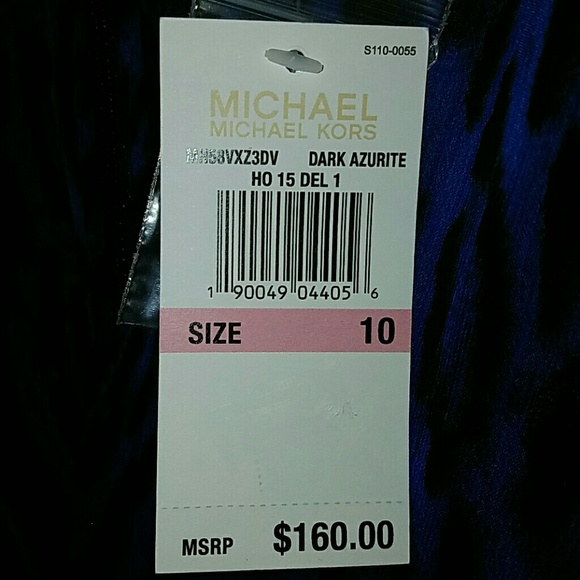 S110-0055
MICHAEL
MICHAEL KORS
MH58VXZ3DV DARK AZURITE
HO 15 DEL 1
1 90049 04405 6
SIZE 10
MSRP $160.00